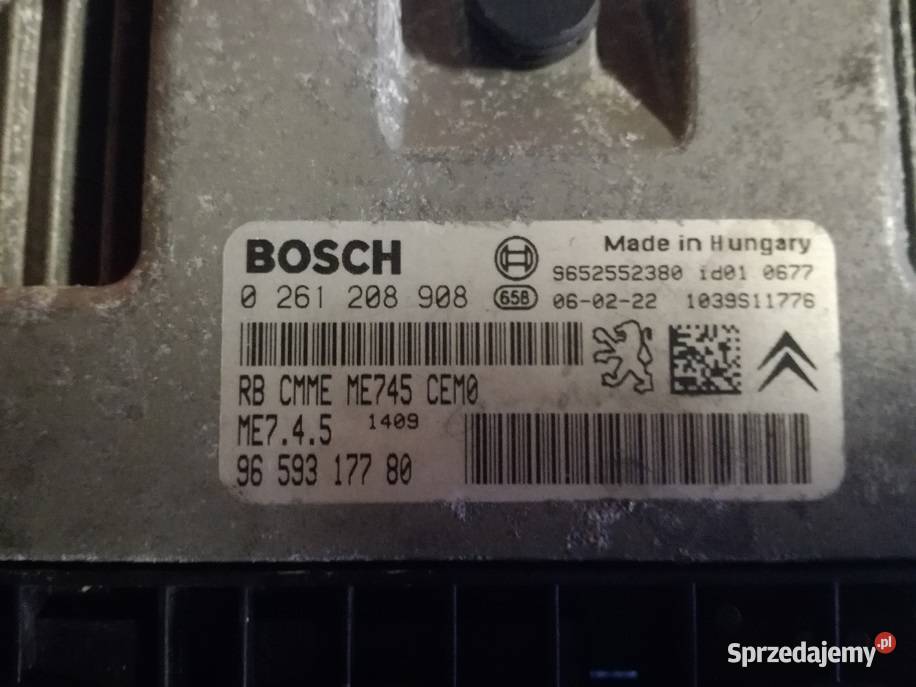 BOSCH
Made in Hungary
9652552380 id01 0677
0 261 208 908
658
06-02-22 1039S11776
RB CMME ME745 CEM0
ME7.4.5 1409
96 593 177 80
Sprzedajemy.pl